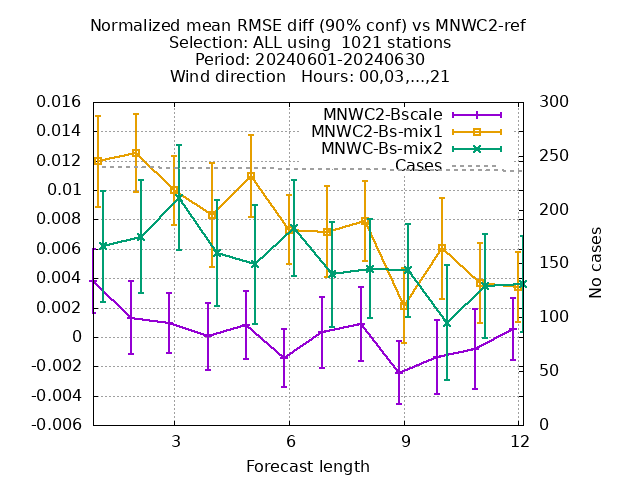 Normalized mean RMSE diff (90% conf) vs MNWC2-ref
Selection: ALL using  1021 stations
Period: 20240601-20240630
Wind direction   Hours: 00,03,...,21
MNWC2-Bscale
MNWC2-Bs-mix1
MNWC-Bs-mix2
Cases
0.016
0.014
0.012
0.01
0.008
0.006
0.004
0.002
0
-0.002
-0.004
-0.006
300
250
200
150
100
50
0
No cases
3
6
9
12
Forecast length